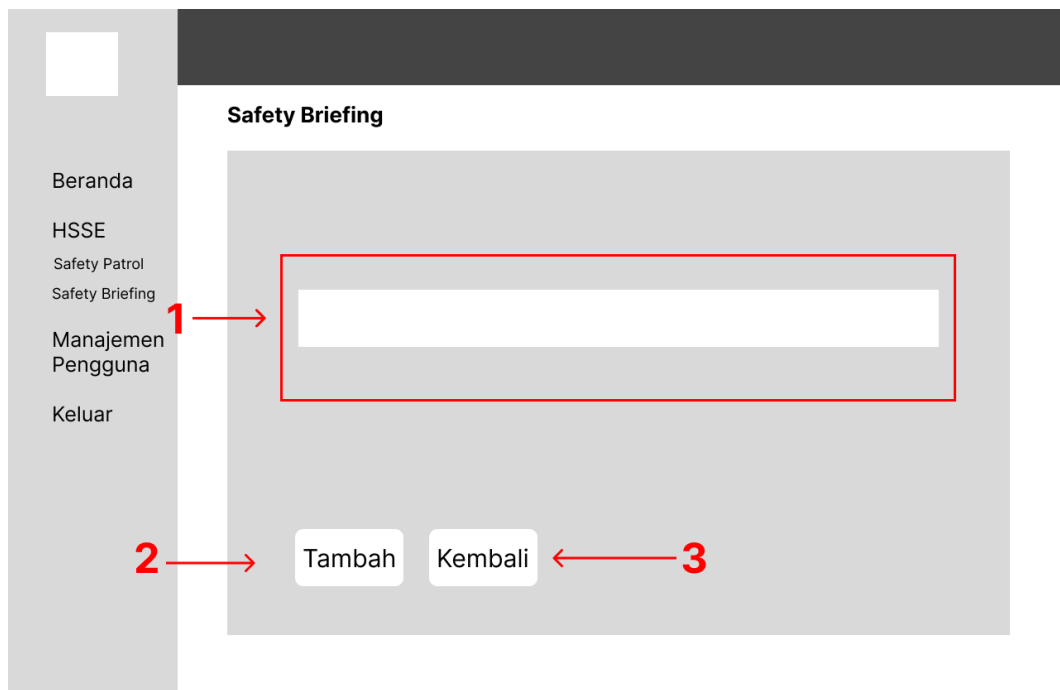 Safety Briefing
Beranda
HSSE
Safety Patrol
Safety Briefing
Manajemen
Pengguna
Keluar
1
2
Tambah
Kembali
3